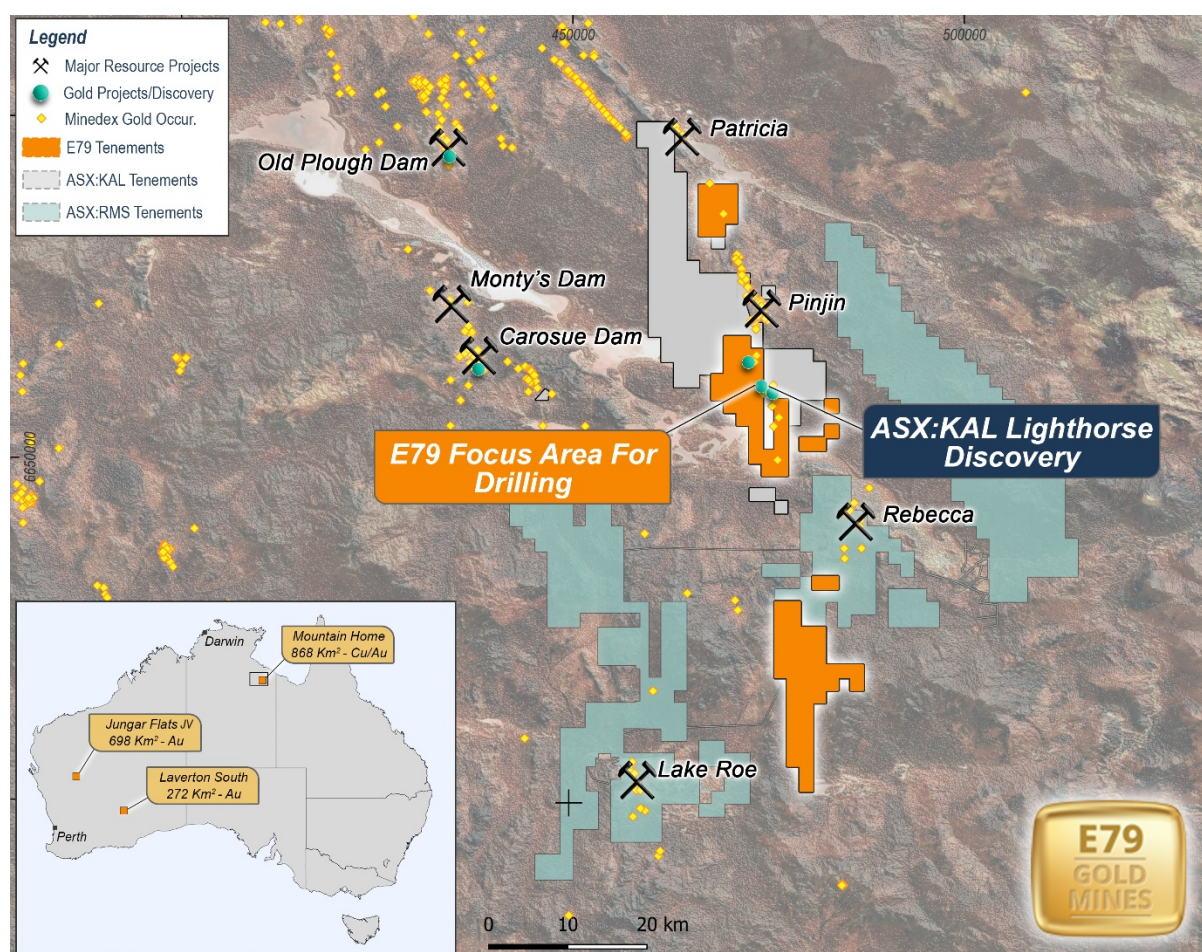 Legend
Major Resource Projects
Gold Projects/Discovery
Minedex Gold Occur.
E79 Tenements
ASX:KAL Tenements
ASX:RMS Tenements
450000
500000
6650000
Patricia
Old Plough Dam
Monty's Dam
Pinjin
Carosue Dam
E79 Focus Area For
Drilling
ASX:KAL Lighthorse
Discovery
Rebecca
Lake Roe
Darwin
Mountain Home
868 Km² - Cu/Au
Jungar Flats JV
698 Km² - Au
Laverton South
272 Km² - Au
Perth
0 10 20 km
E79
GOLD
MINES